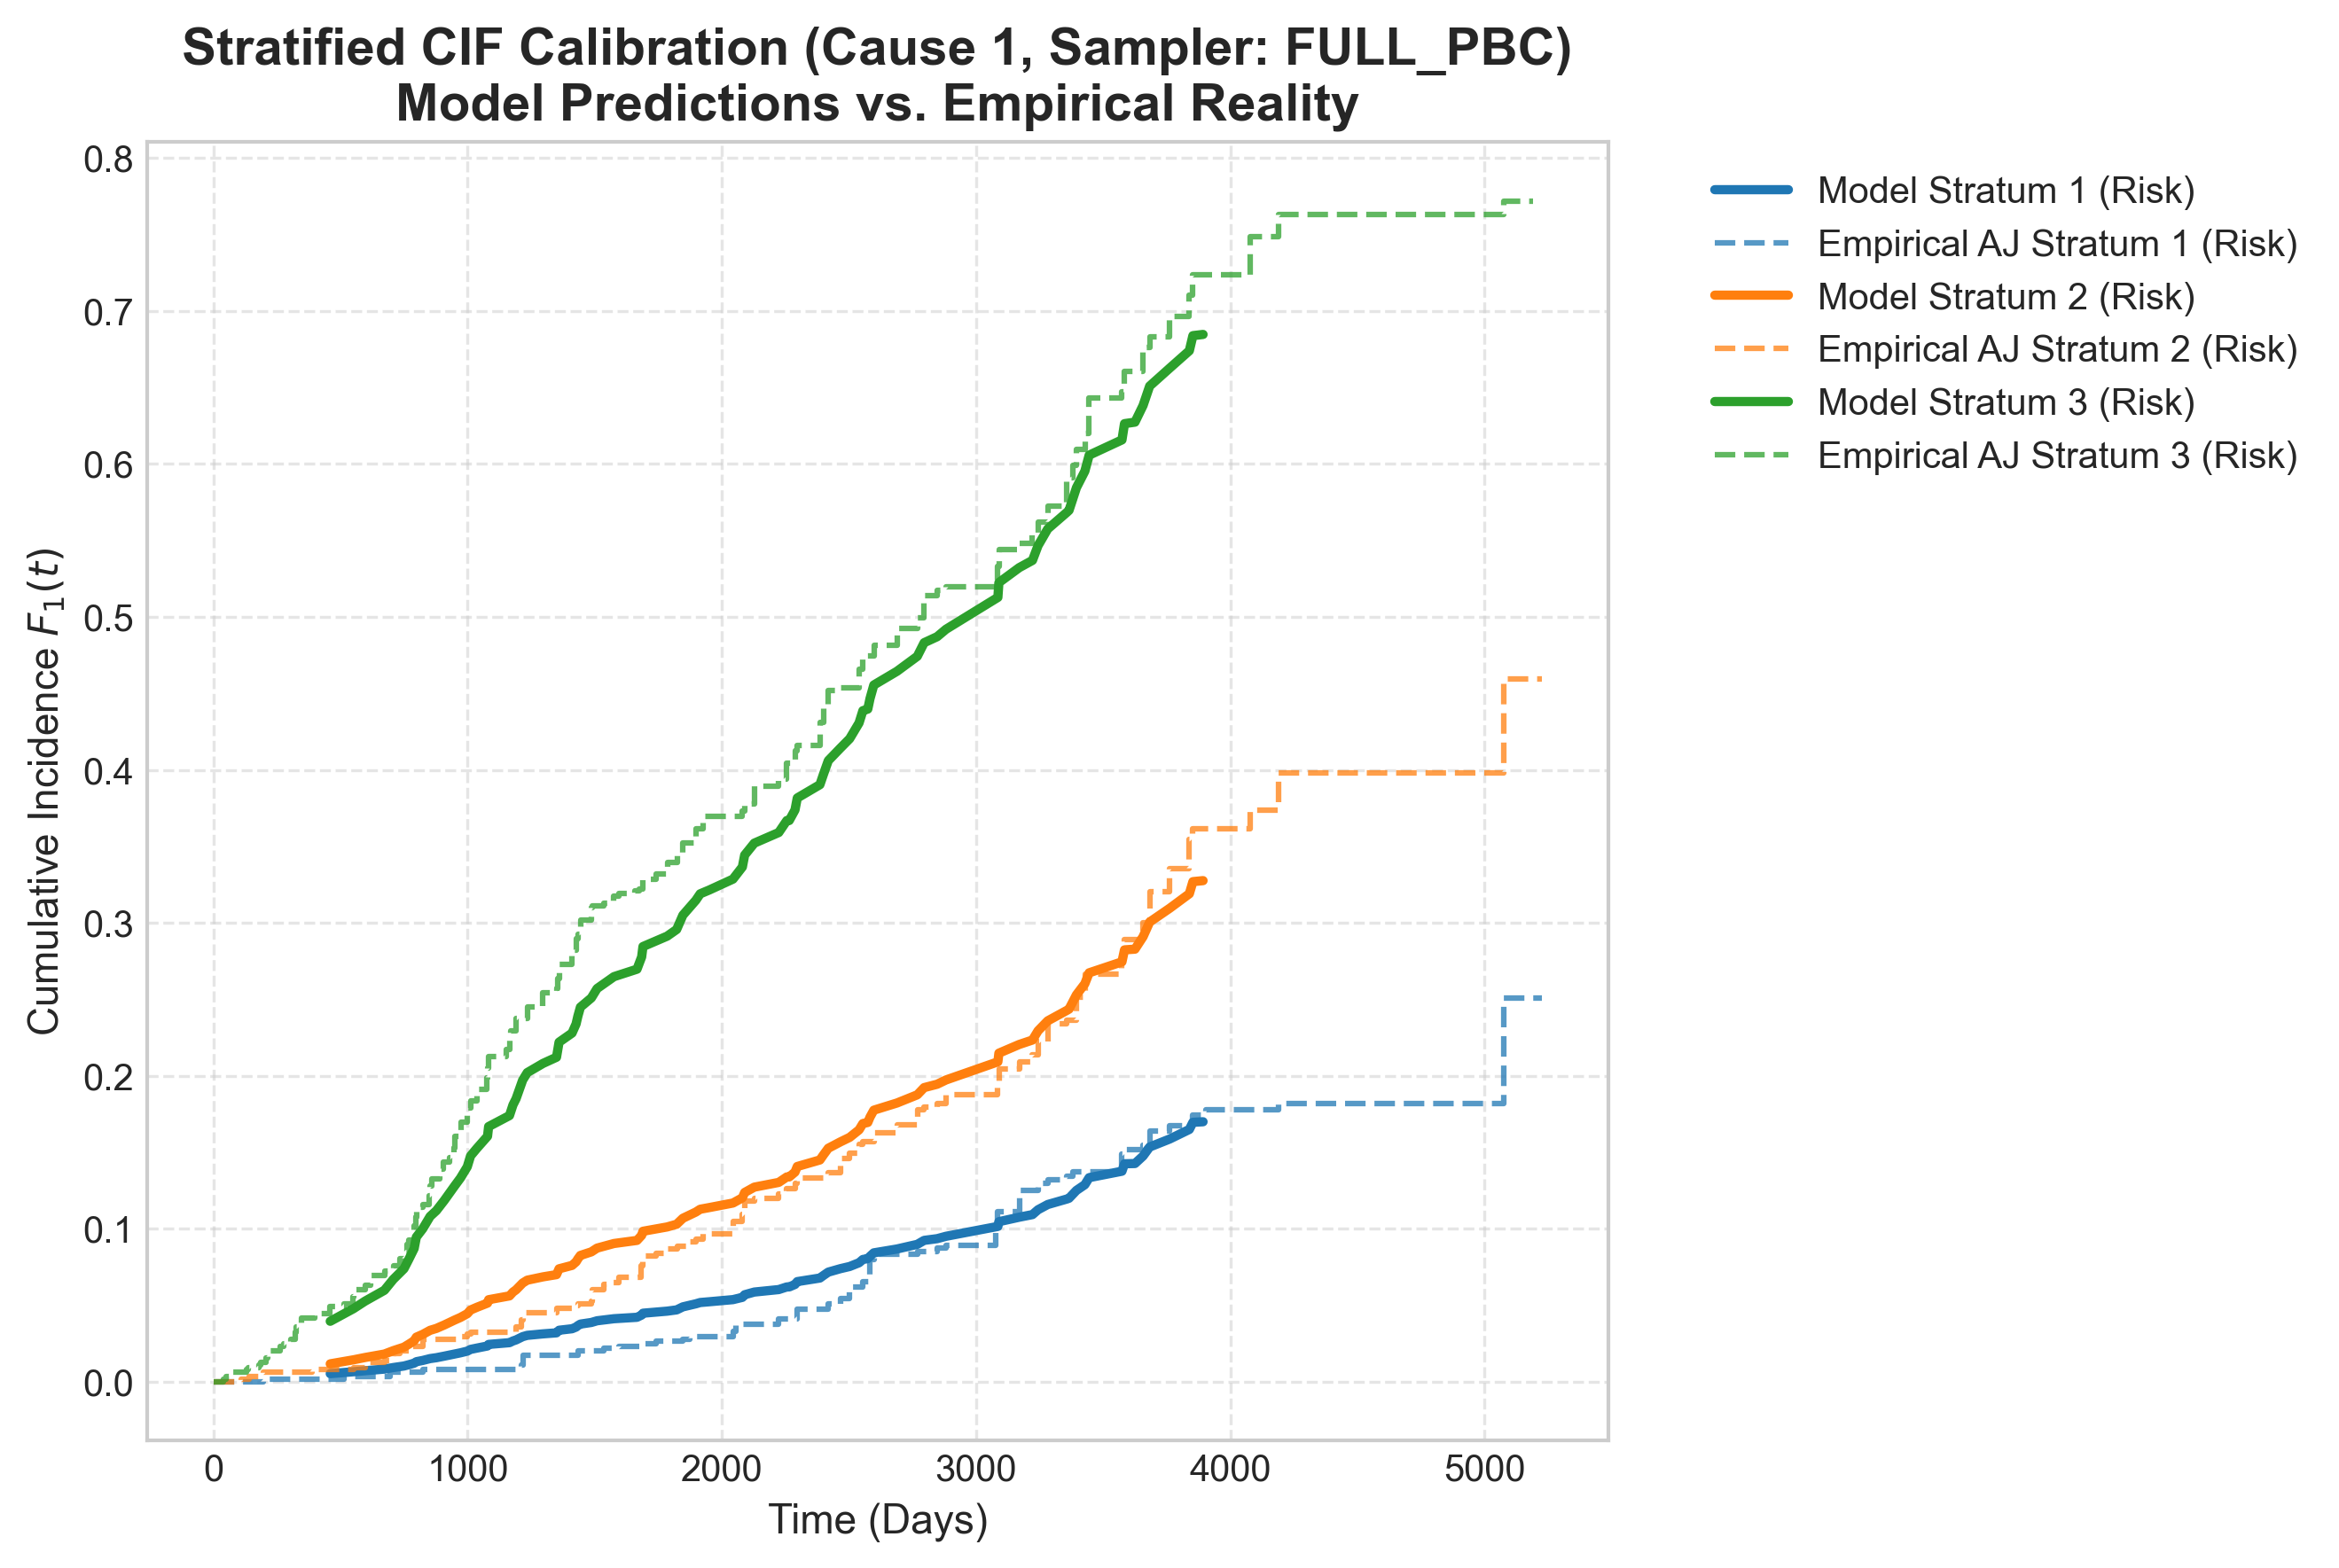 Stratified CIF Calibration (Cause 1, Sampler: FULL_PBC)
Model Predictions vs. Empirical Reality
Cumulative Incidence F₁(t)
0.8
0.7
0.6
0.5
0.4
0.3
0.2
0.1
0.0
0 1000 2000 3000 4000 5000
Time (Days)
Model Stratum 1 (Risk)
Empirical AJ Stratum 1 (Risk)
Model Stratum 2 (Risk)
Empirical AJ Stratum 2 (Risk)
Model Stratum 3 (Risk)
Empirical AJ Stratum 3 (Risk)